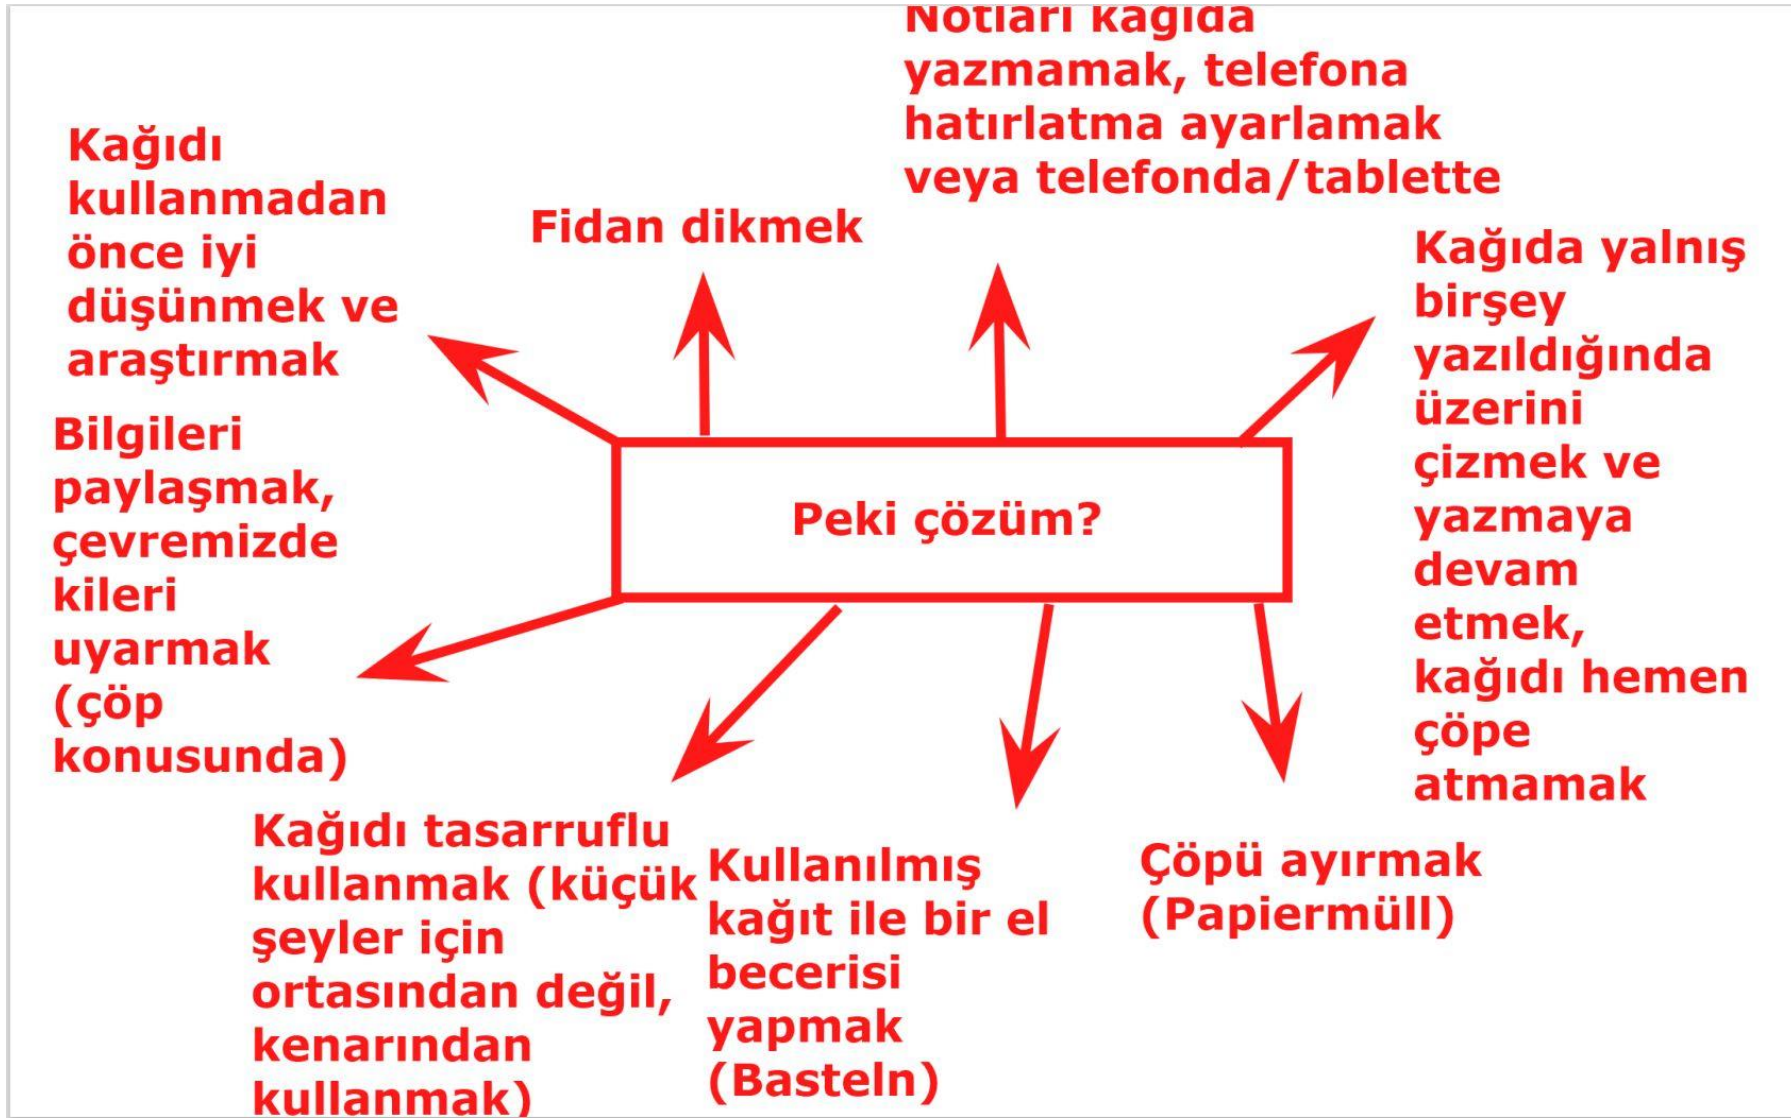 Notları kağıda
yazmamak, telefona
hatırlatma ayarlamak
veya telefonda/tablette
Kağıdı
kullanmadan
önce iyi
düşünmek ve
araştırmak
Fidan dikmek
Kağıda yalnış
birşey
yazıldığında
üzerini
çizmek ve
yazmaya
devam
etmek,
kağıdı hemen
çöpe
atmamak
Peki çözüm?
Bilgileri
paylaşmak,
çevremizde
kileri
uyarmak
(çöp
konusunda)
Kağıdı tasarruflu
kullanmak (küçük
şeyler için
ortasından değil,
kenarından
kullanmak)
Kullanılmış
kağıt ile bir el
becerisi
yapmak
(Basteln)
Çöpü ayırmak
(Papiermüll)